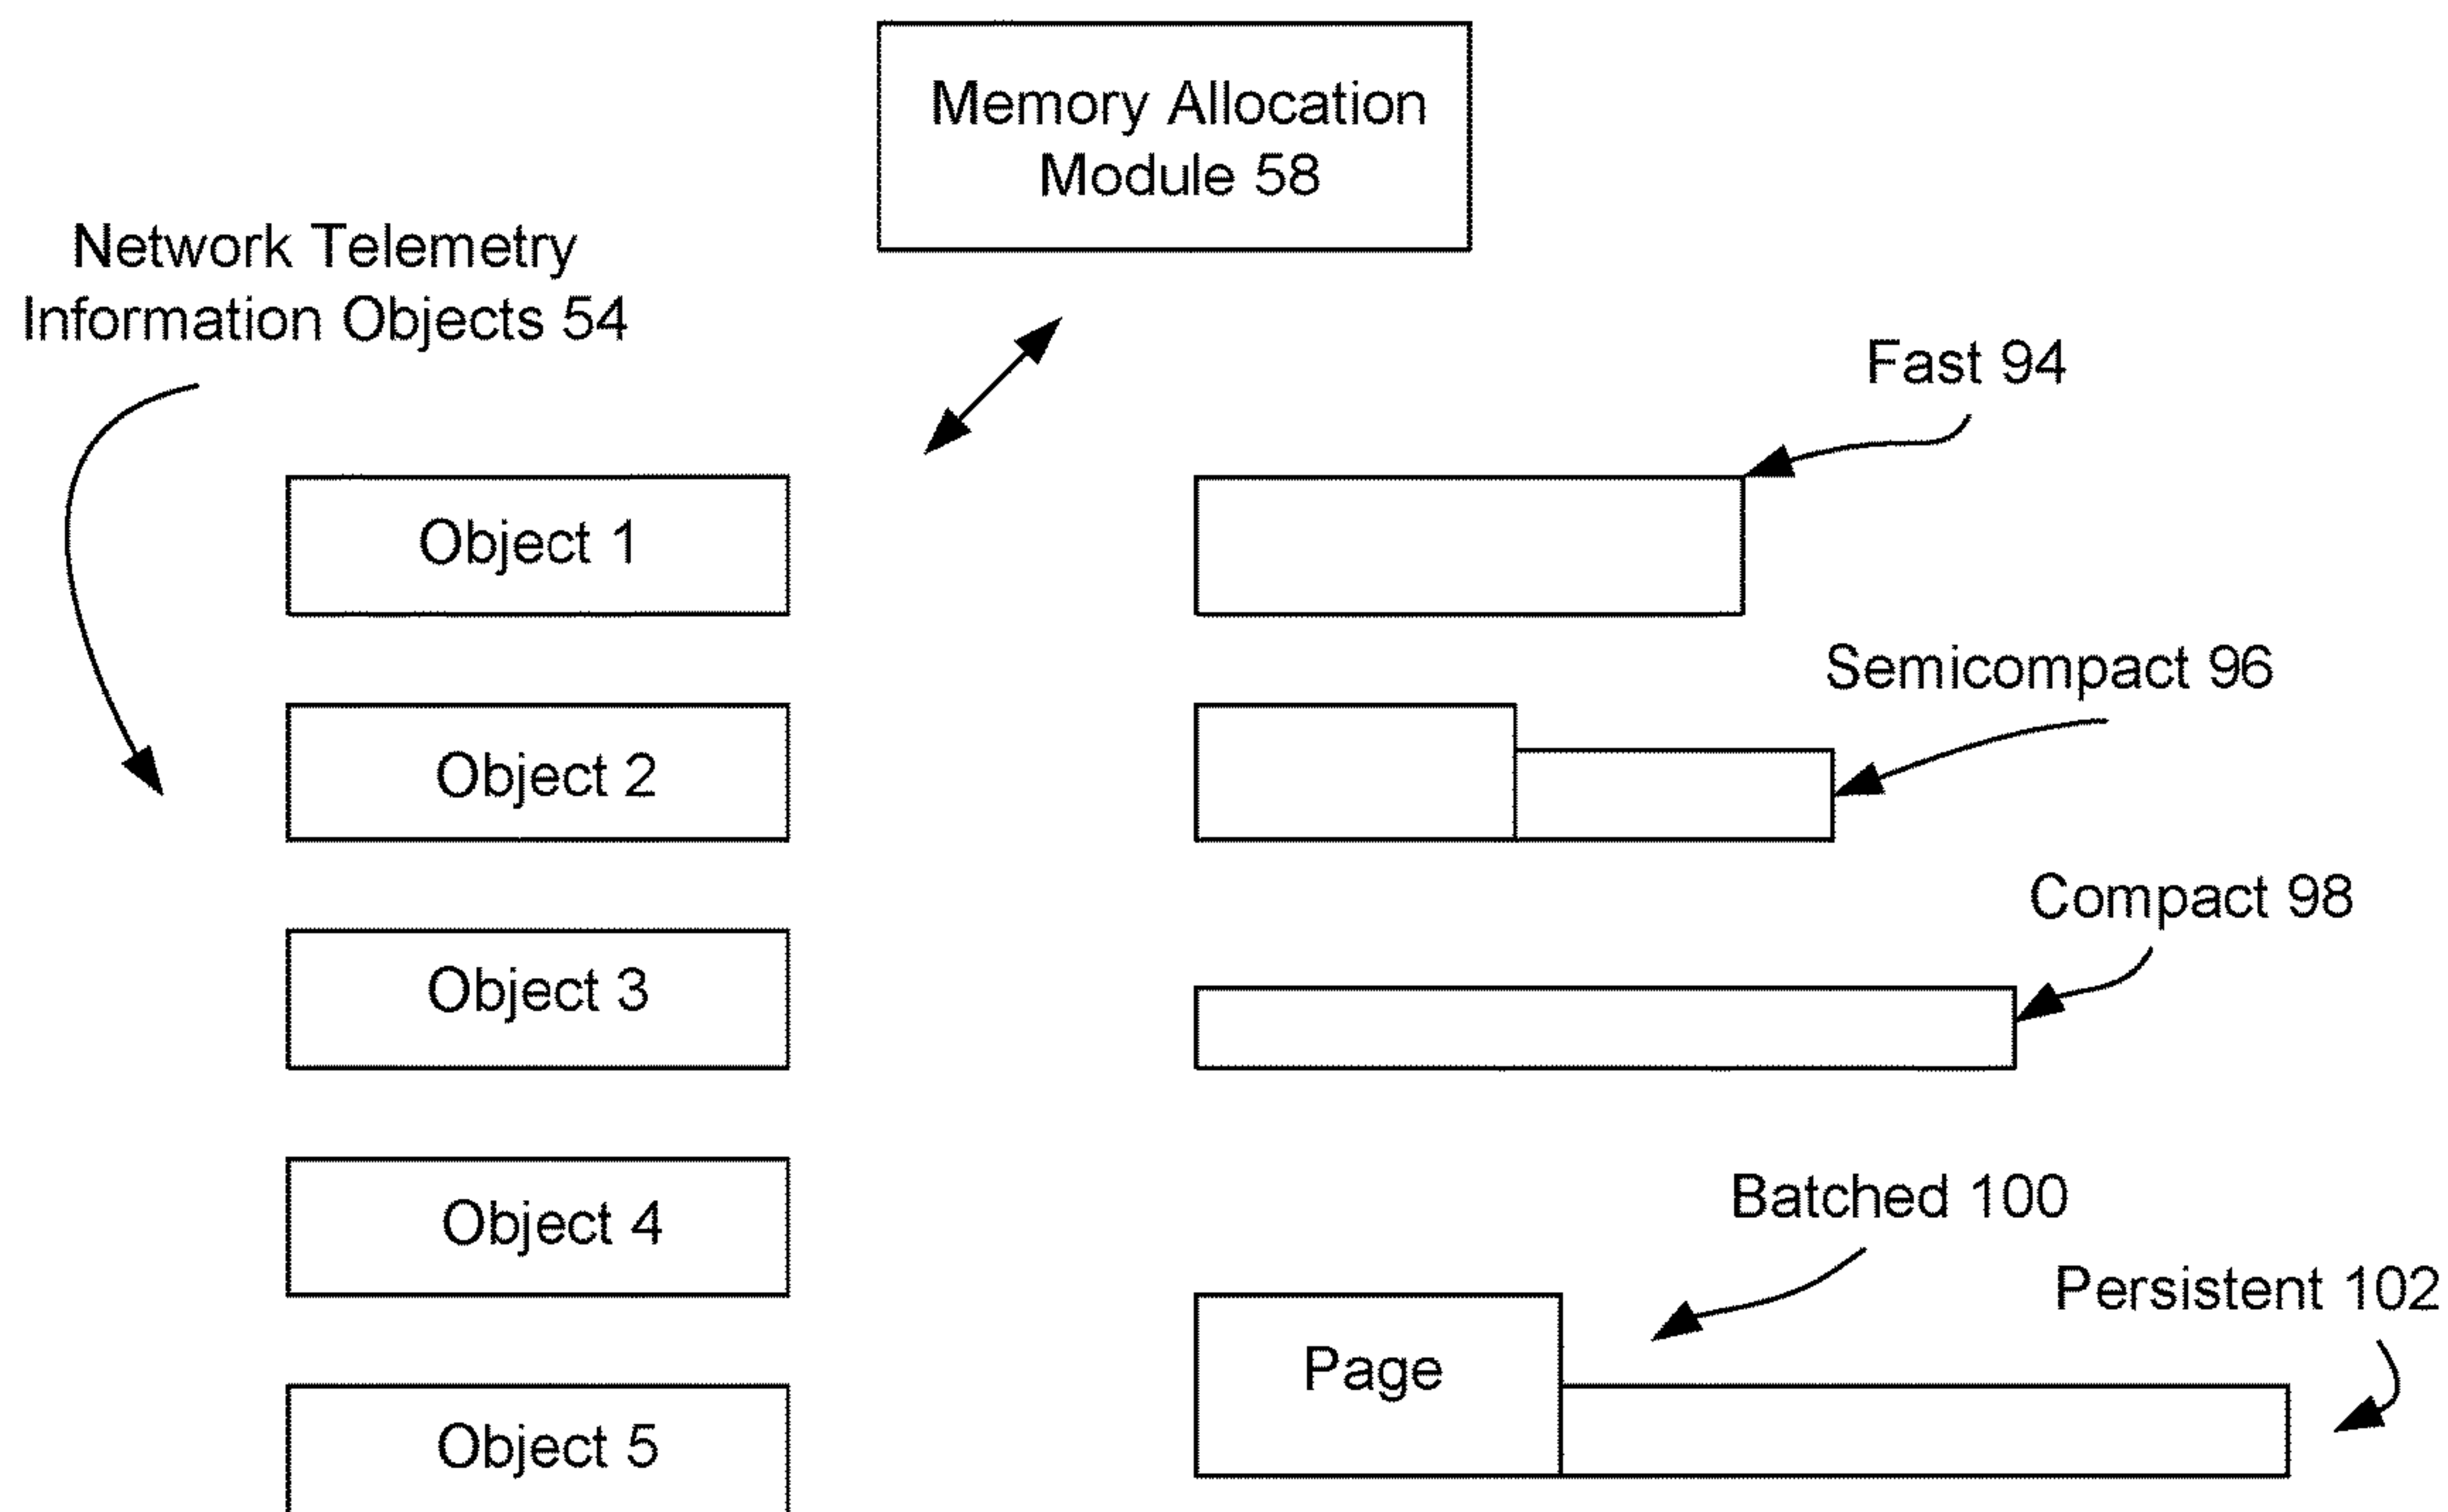 Memory Allocation
Module 58
Network Telemetry
Information Objects 54
Fast 94
Object 1
Semicompact 96
Object 2
Compact 98
Object 3
Batched 100
Object 4
Persistent 102
Page
Object 5